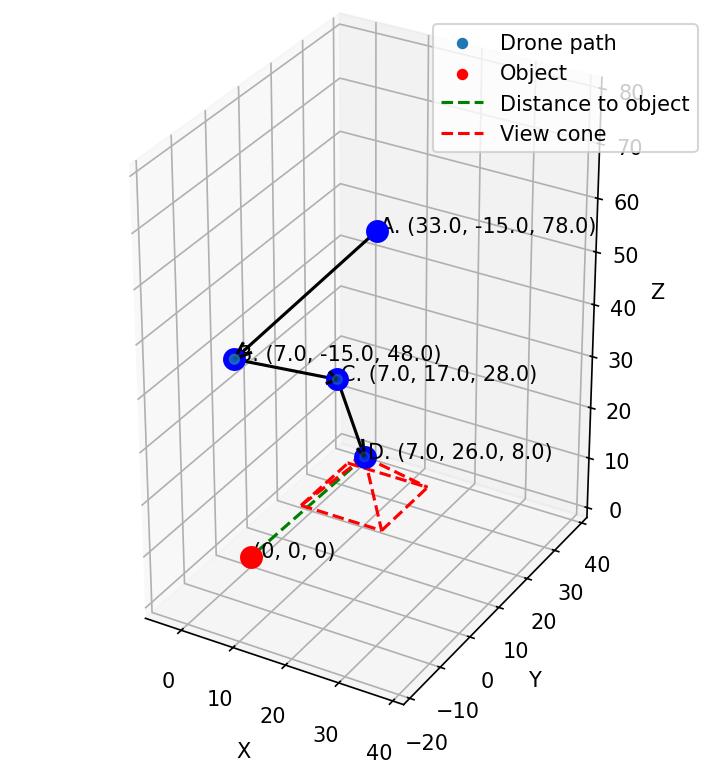 Drone path
Object
Distance to object
View cone
80
70
60
50
40
30
20
10
0
Z
A. (33.0, -15.0, 78.0)
B. (7.0, -15.0, 48.0)
C. (7.0, 17.0, 28.0)
D. (7.0, 26.0, 8.0)
(0, 0, 0)
40
30
20
10
0
−10
−20
Y
0
10
20
30
40
X